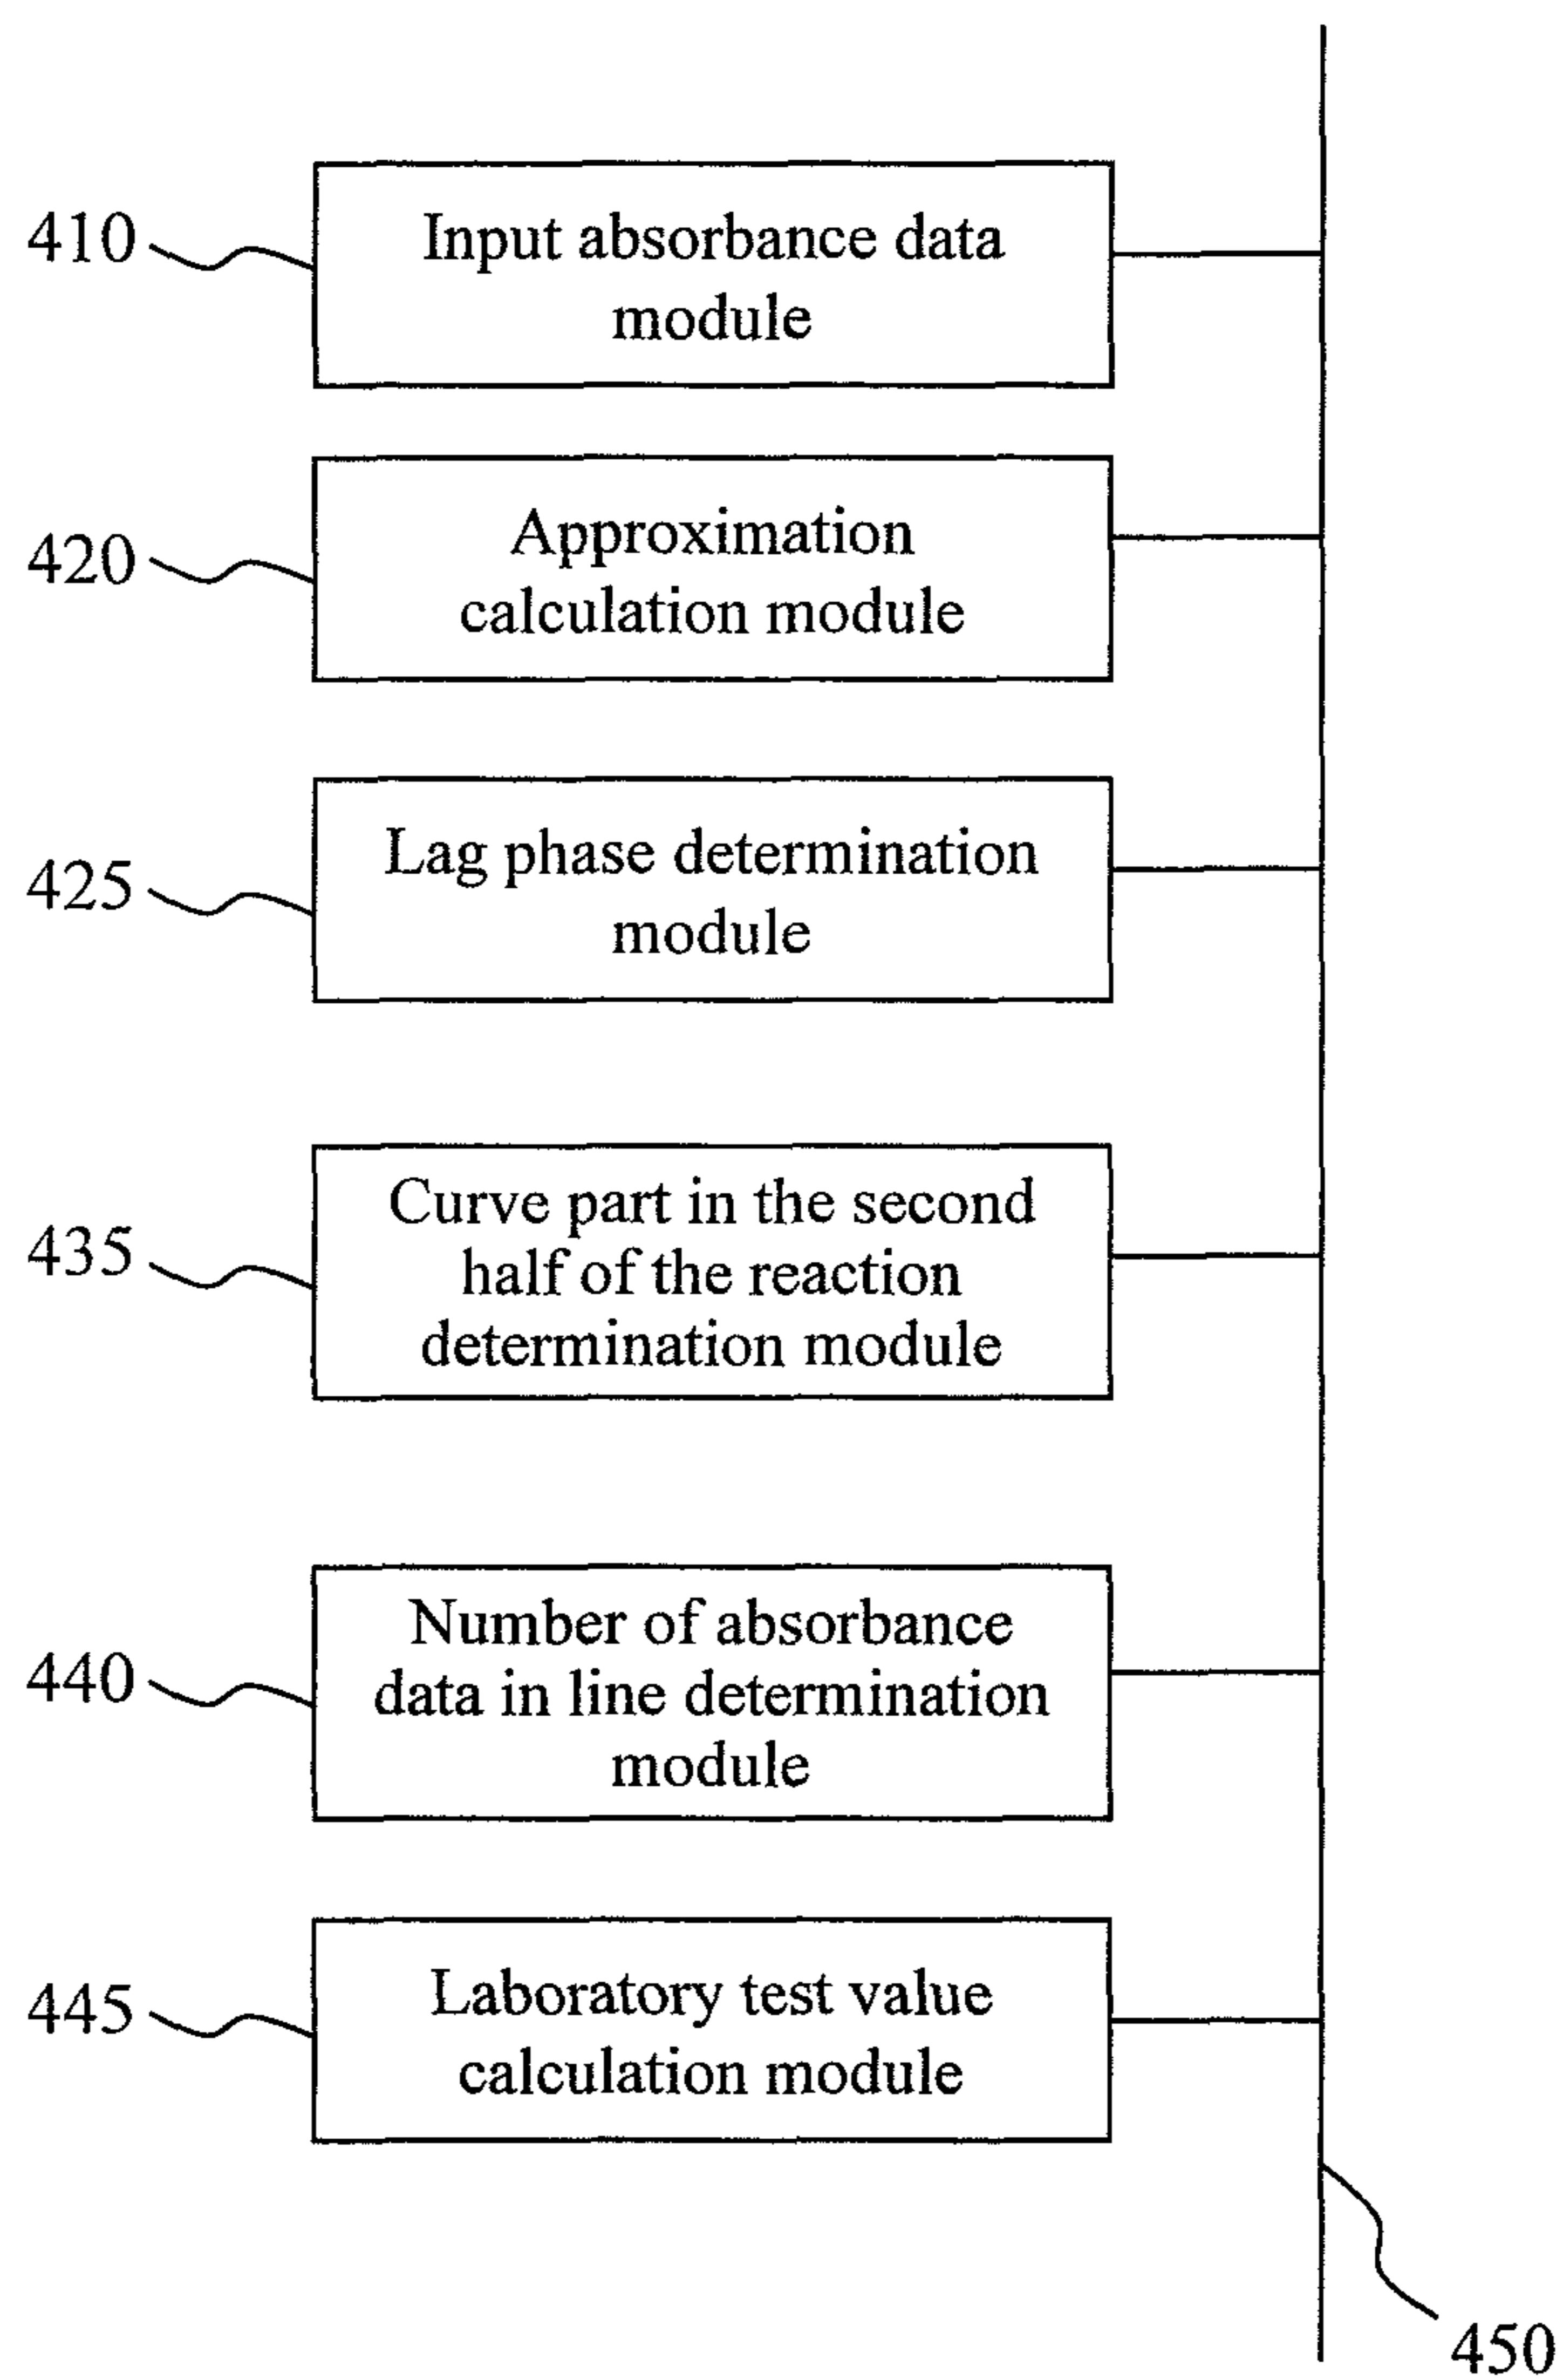 410
Input absorbance data
module
420
Approximation
calculation module
425
Lag phase determination
module
435
Curve part in the second
half of the reaction
determination module
440
Number of absorbance
data in line determination
module
445
Laboratory test value
calculation module
450